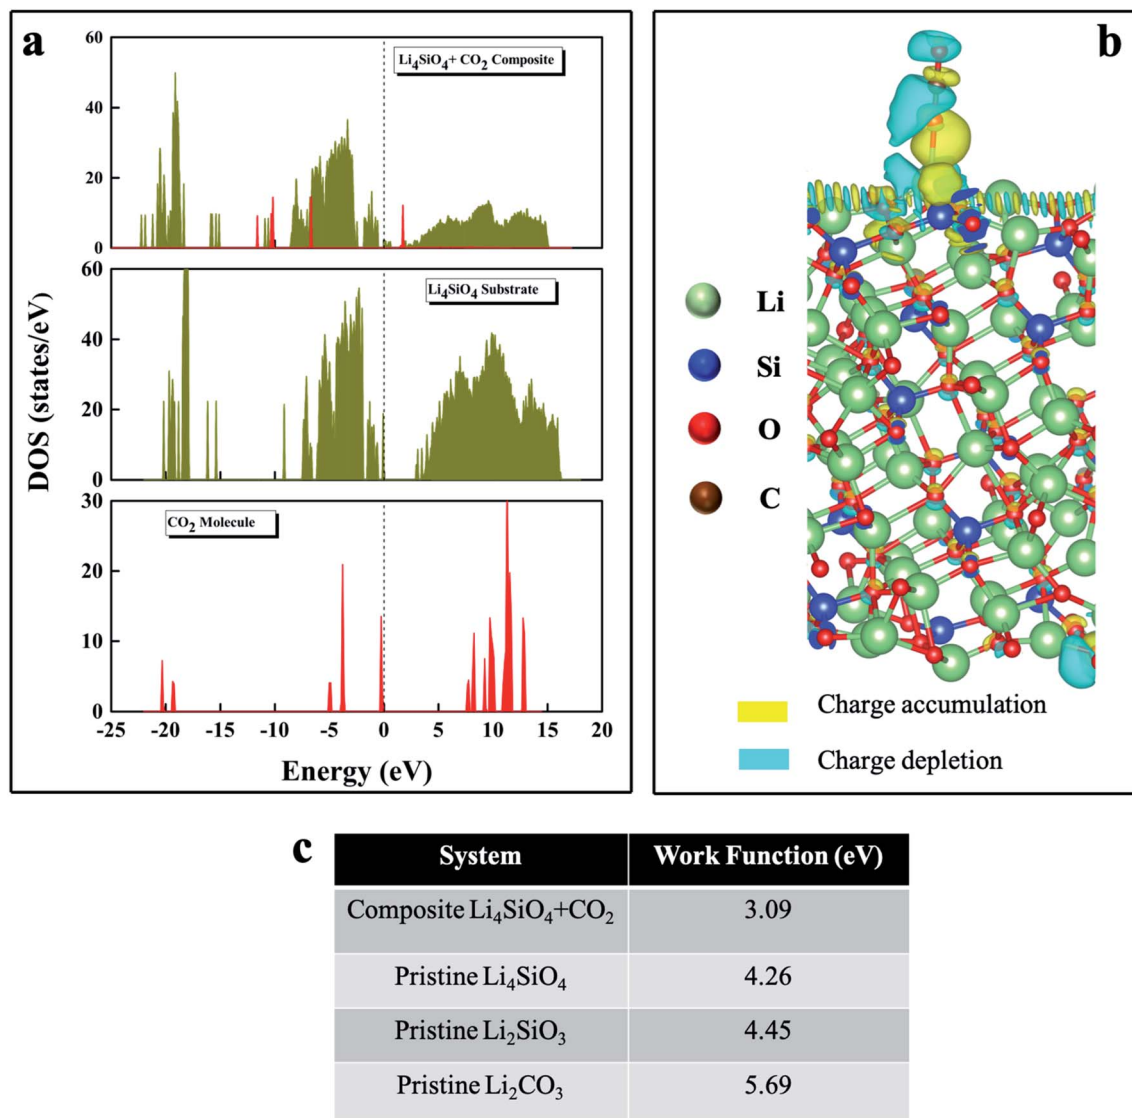 a
60
40
20
0
Li₄SiO₄+ CO₂ Composite
60
40
20
0
Li₄SiO₄ Substrate
30
20
10
0
CO₂ Molecule
-25 -20 -15 -10 -5 0 5 10 15 20
DOS (states/eV)
Energy (eV)
b
Li
Si
O
C
Charge accumulation
Charge depletion
c
System Work Function (eV)
Composite Li₄SiO₄+CO₂ 3.09
Pristine Li₄SiO₄ 4.26
Pristine Li₂SiO₃ 4.45
Pristine Li₂CO₃ 5.69